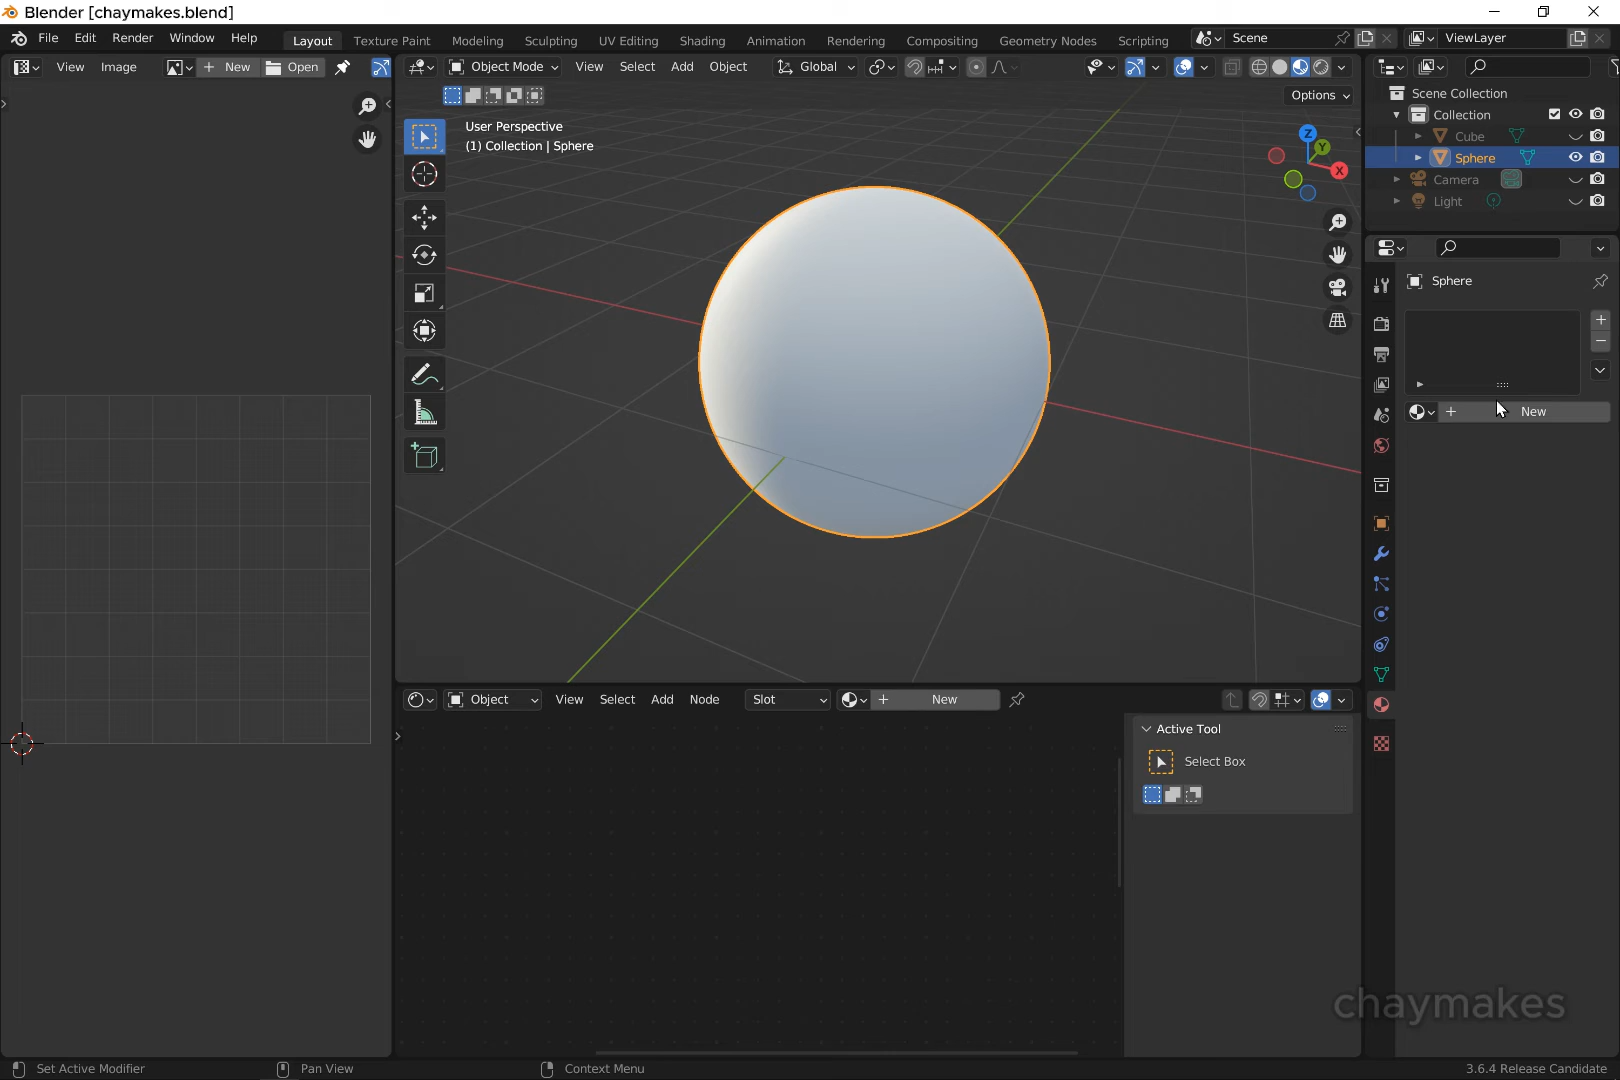 Blender [chaymakes.blend]
File Edit Render Window Help Layout Texture Paint Modeling Sculpting UV Editing Shading Animation Rendering Compositing Geometry Nodes Scripting Scene ViewLayer
View Image New Open Object Mode View Select Add Object Global
Options
User Perspective
(1) Collection | Sphere
Z
Y
X
Scene Collection
Collection
Cube
Sphere
Camera
Light
Sphere
New
Object View Select Add Node Slot New
Active Tool
Select Box
chaymakes
Set Active Modifier Pan View Context Menu 3.6.4 Release Candidate